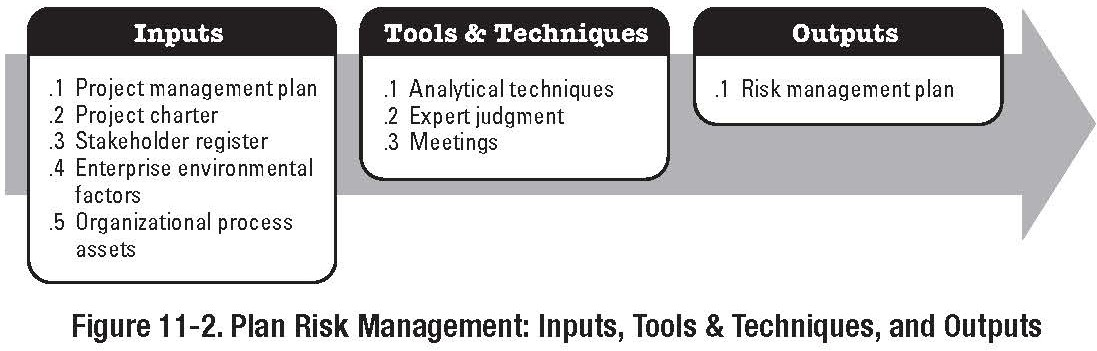 Inputs
.1 Project management plan
.2 Project charter
.3 Stakeholder register
.4 Enterprise environmental
factors
.5 Organizational process
assets
Tools & Techniques
.1 Analytical techniques
.2 Expert judgment
.3 Meetings
Outputs
.1 Risk management plan
Figure 11-2. Plan Risk Management: Inputs, Tools & Techniques, and Outputs